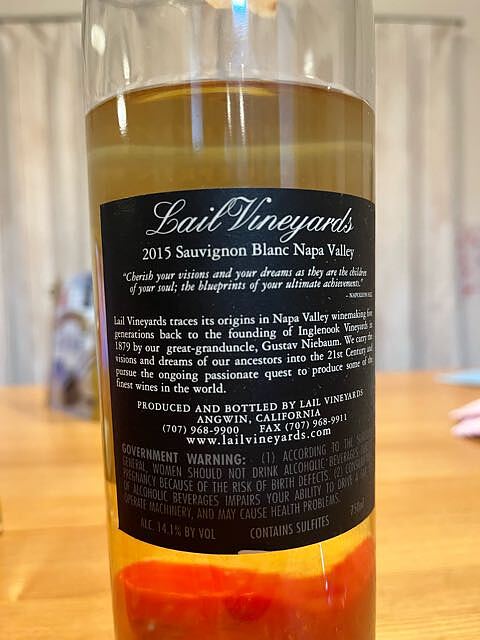 Lail Vineyards
2015 Sauvignon Blanc Napa Valley
"Cherish your visions and your dreams as they are the children
of your soul; the blueprints of your ultimate achievements."
- NAPOLEON HILL
Lail Vineyards traces its origins in Napa Valley winemaking five
generations back to the founding of Inglenook Vineyards in
1879 by our great-granduncle, Gustav Niebaum. We carry the
visions and dreams of our ancestors into the 21st Century and
pursue the ongoing passionate quest to produce some of the
finest wines in the world.
PRODUCED AND BOTTLED BY LAIL VINEYARDS
ANGWIN, CALIFORNIA
(707) 968-9900 FAX (707) 968-9911
www.lailvineyards.com
GOVERNMENT WARNING: (1) ACCORDING TO THE
GENERAL, WOMEN SHOULD NOT DRINK ALCOHOLIC BEVERAGES
PREGNANCY BECAUSE OF THE RISK OF BIRTH DEFECTS. (2)
OF ALCOHOLIC BEVERAGES IMPAIRS YOUR ABILITY TO DRIVE A
OPERATE MACHINERY, AND MAY CAUSE HEALTH PROBLEMS.
750ml
ALC. 14.1% BY VOL CONTAINS SULFITES